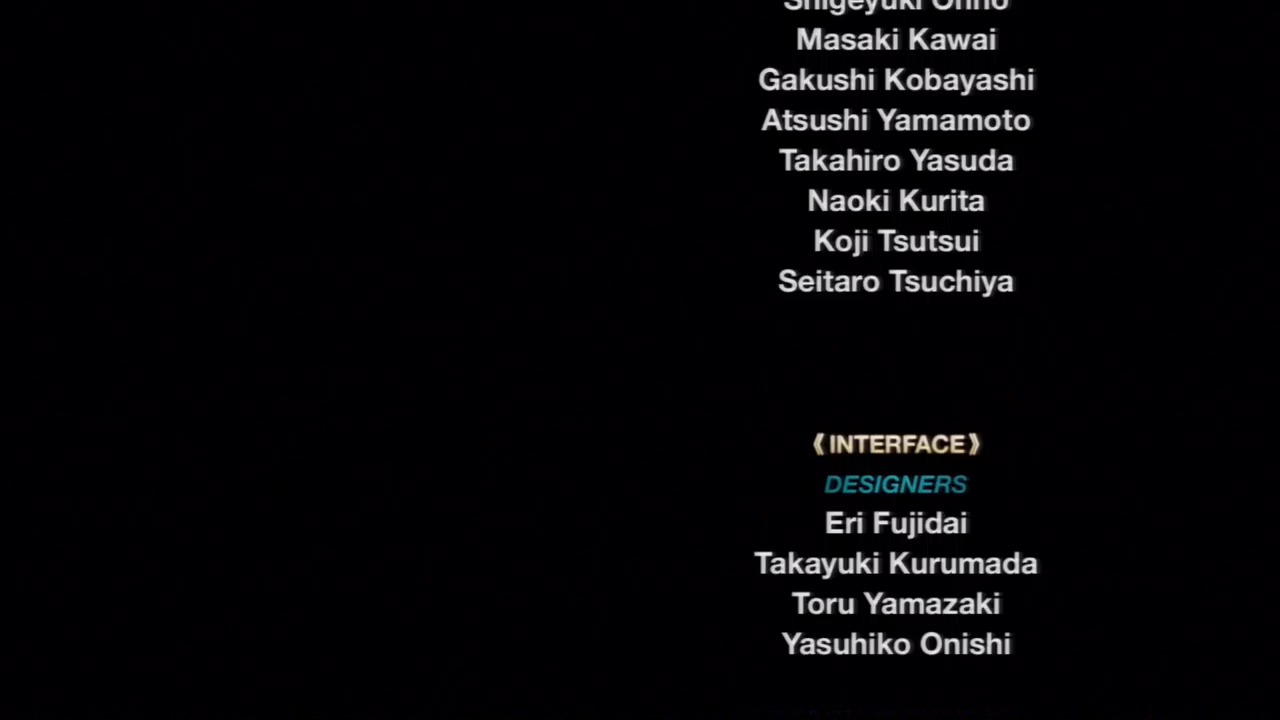 Masaki Kawai
Gakushi Kobayashi
Atsushi Yamamoto
Takahiro Yasuda
Naoki Kurita
Koji Tsutsui
Seitaro Tsuchiya
《INTERFACE》
DESIGNERS
Eri Fujidai
Takayuki Kurumada
Toru Yamazaki
Yasuhiko Onishi